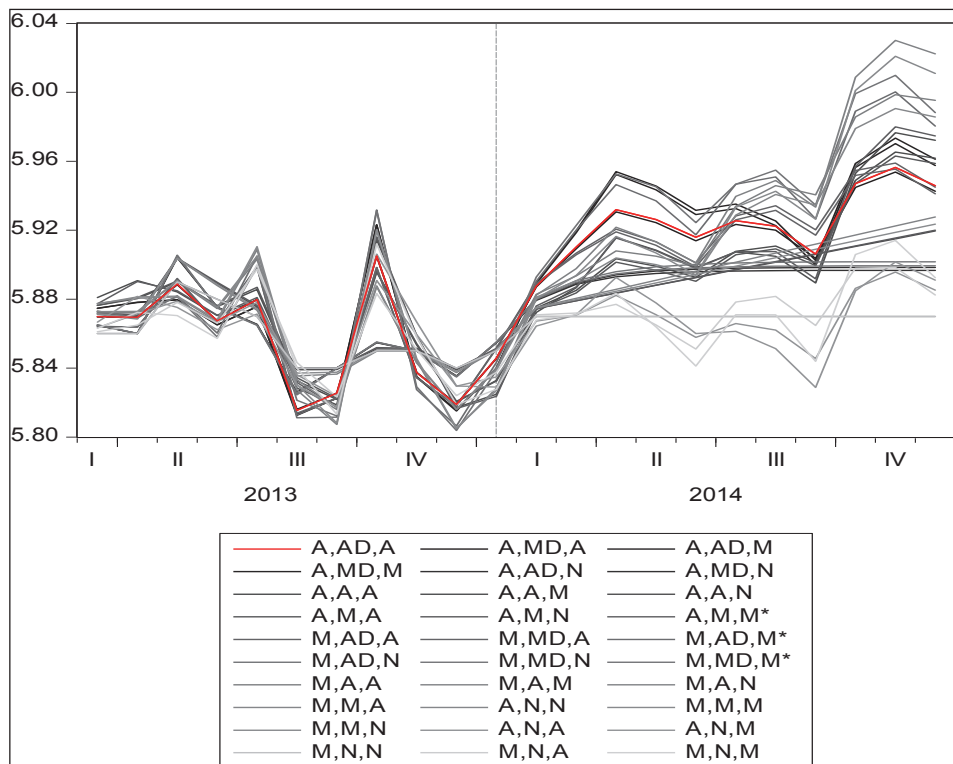 6.04
6.00
5.96
5.92
5.88
5.84
5.80
I II III IV I II III IV
2013 2014
A,AD,A A,MD,A A,AD,M
A,MD,M A,AD,N A,MD,N
A,A,A A,A,M A,A,N
A,M,A A,M,N A,M,M*
M,AD,A M,MD,A M,AD,M*
M,AD,N M,MD,N M,MD,M*
M,A,A M,A,M M,A,N
M,M,A A,N,N M,M,M
M,M,N A,N,A A,N,M
M,N,N M,N,A M,N,M